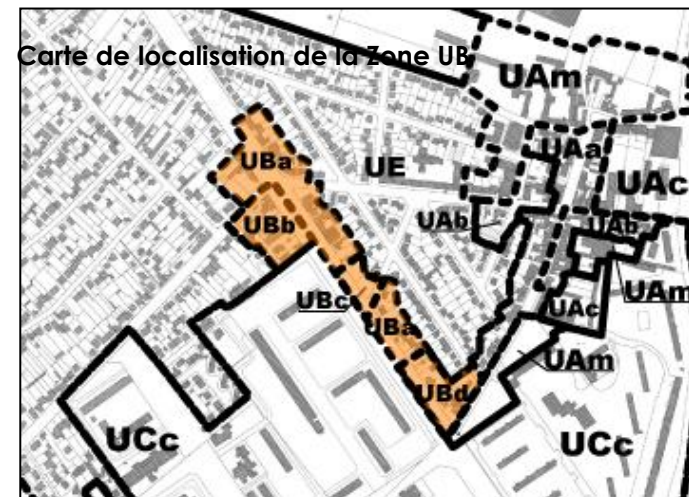 Carte de localisation de la Zone UB
UAm
UBa
UE
UAa
UAc
UBb
UAb
UAb
UBc
UAm
UBa
UAc
UAm
UBd
UCc
UCc